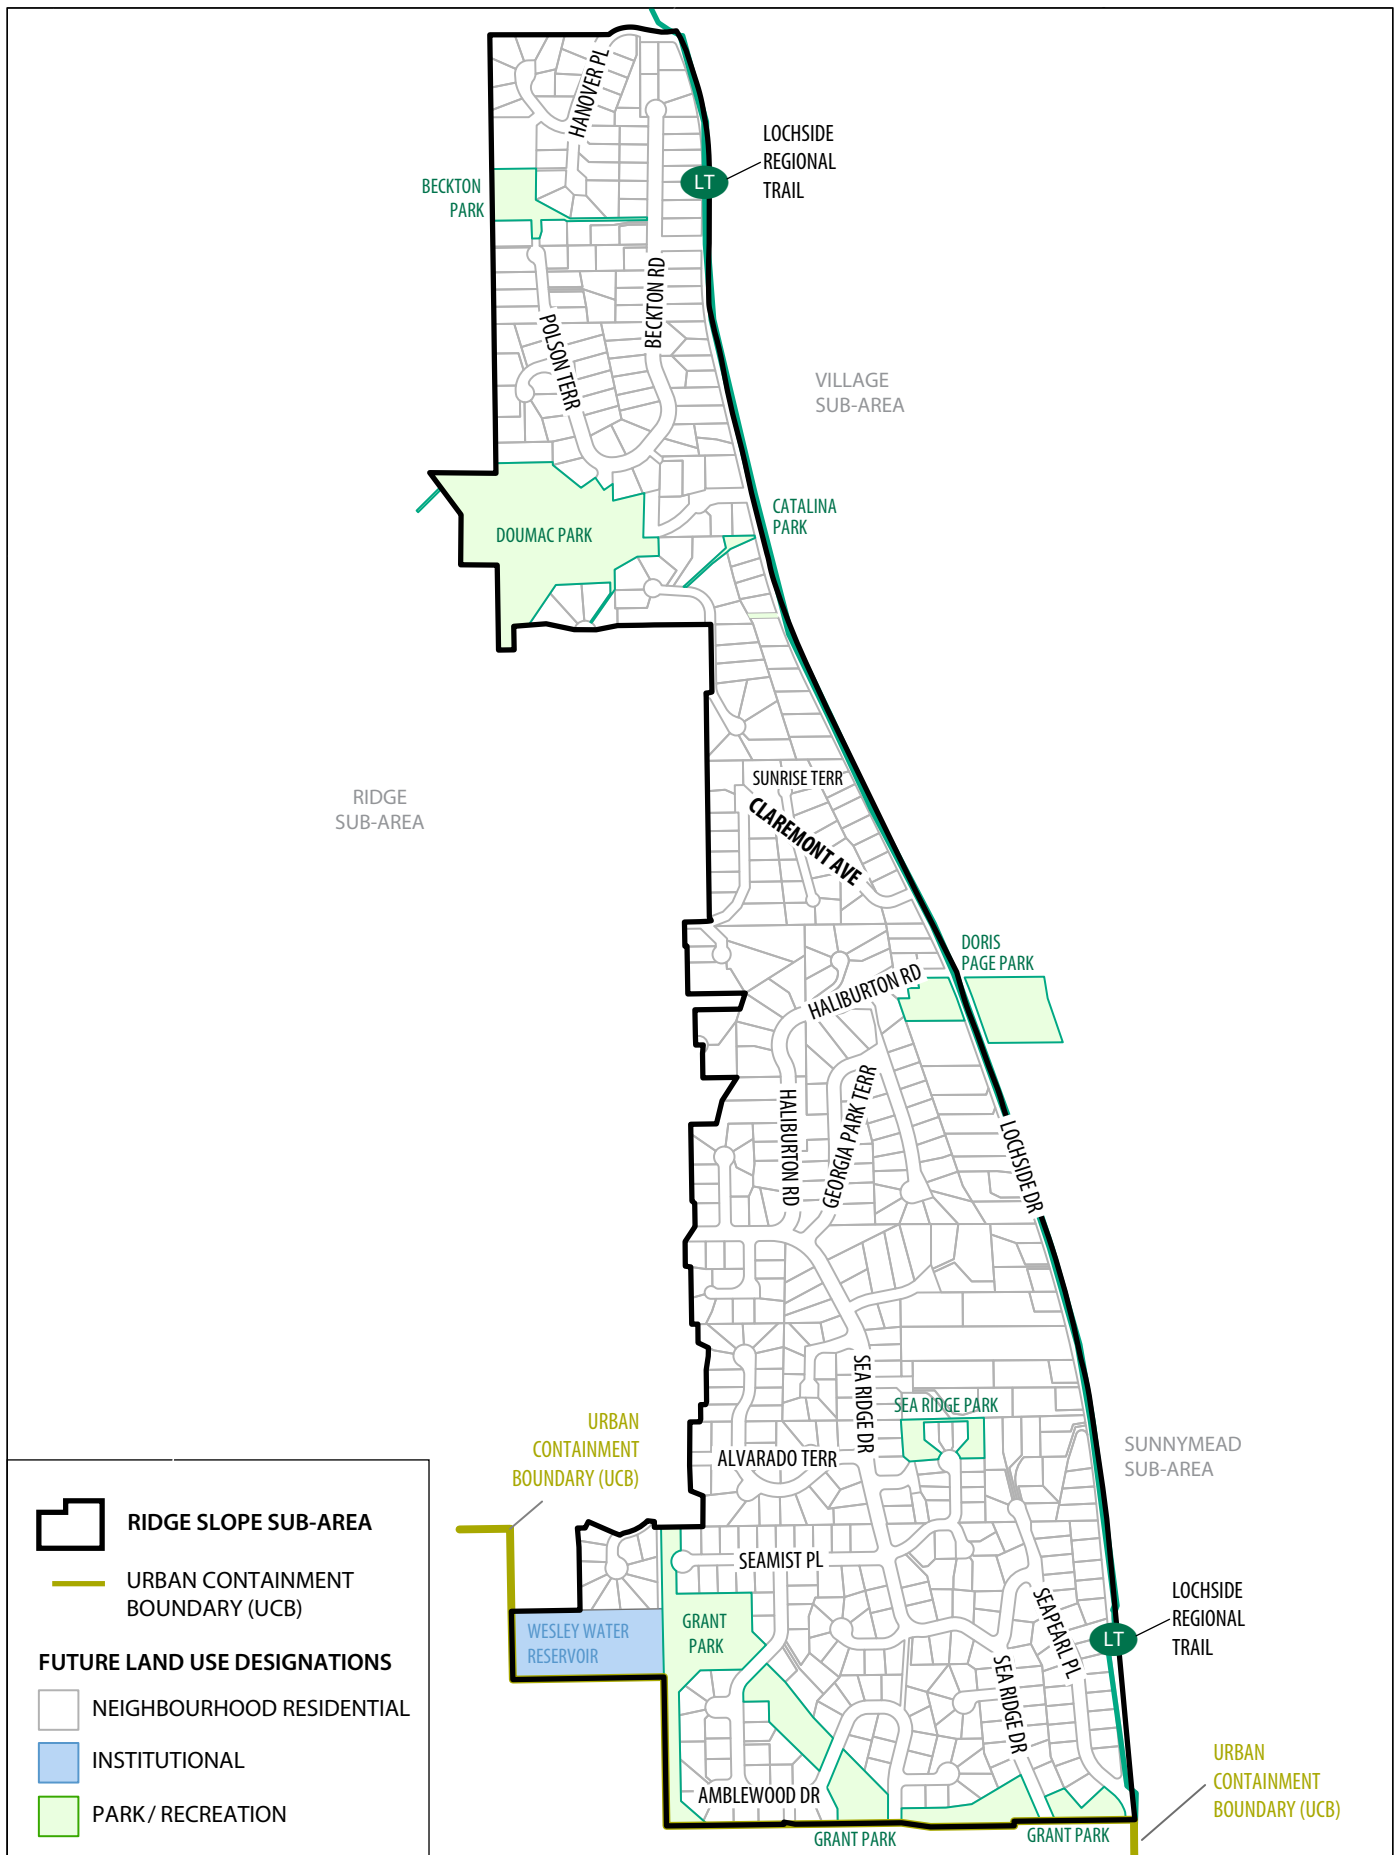 HANOVER PL
LOCHSIDE
REGIONAL
TRAIL
LT
BECKTON
PARK
BECKTON RD
POLSON TERR
VILLAGE
SUB-AREA
CATALINA
PARK
DOUMAC PARK
RIDGE
SUB-AREA
SUNRISE TERR
CLAREMONT AVE
DORIS
PAGE PARK
HALIBURTON RD
HALIBURTON RD
GEORGIA PARK TERR
LOCHSIDE DR
SEA RIDGE DR
SEA RIDGE PARK
URBAN
CONTAINMENT
BOUNDARY (UCB)
ALVARADO TERR
SUNNYMEAD
SUB-AREA
SEAMIST PL
SEAPEARL PL
LOCHSIDE
REGIONAL
TRAIL
LT
GRANT
PARK
WESLEY WATER
RESERVOIR
SEA RIDGE DR
AMBLEWOOD DR
URBAN
CONTAINMENT
BOUNDARY (UCB)
GRANT PARK
GRANT PARK
RIDGE SLOPE SUB-AREA
URBAN CONTAINMENT
BOUNDARY (UCB)
FUTURE LAND USE DESIGNATIONS
NEIGHBOURHOOD RESIDENTIAL
INSTITUTIONAL
PARK / RECREATION